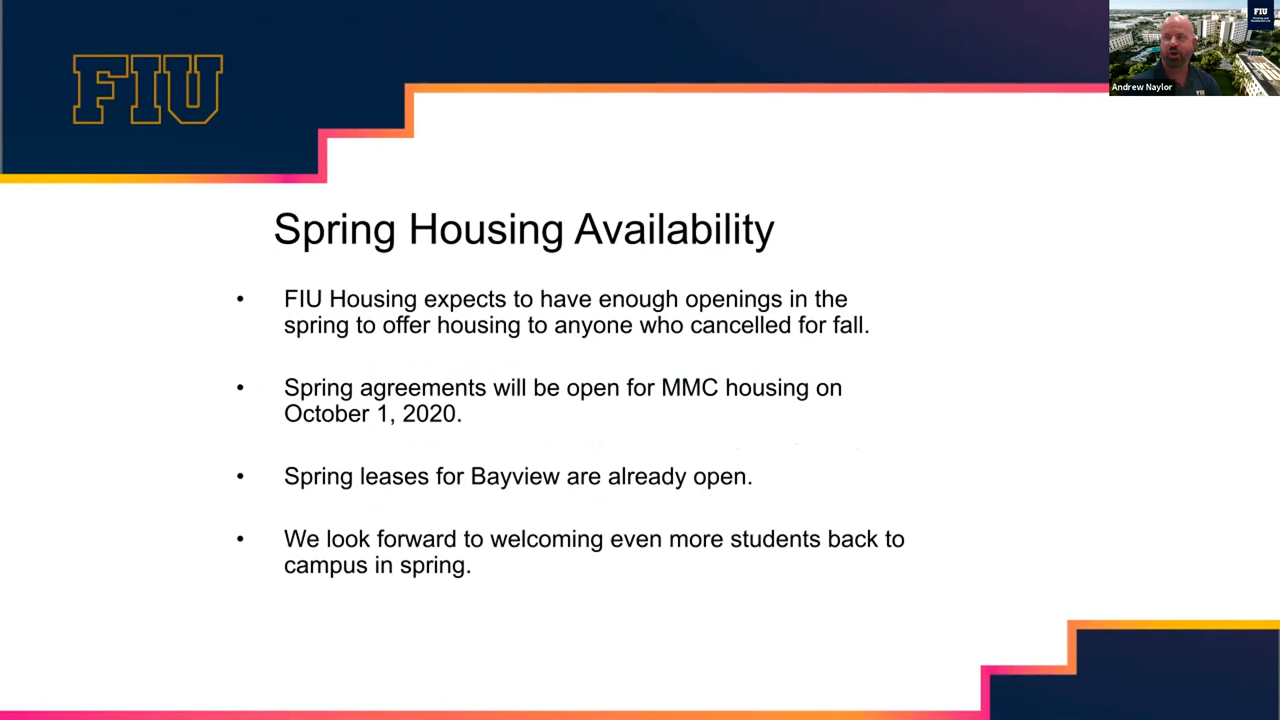 FIU
FIU
Andrew Naylor
Spring Housing Availability
• FIU Housing expects to have enough openings in the
spring to offer housing to anyone who cancelled for fall.
• Spring agreements will be open for MMC housing on
October 1, 2020.
• Spring leases for Bayview are already open.
• We look forward to welcoming even more students back to
campus in spring.